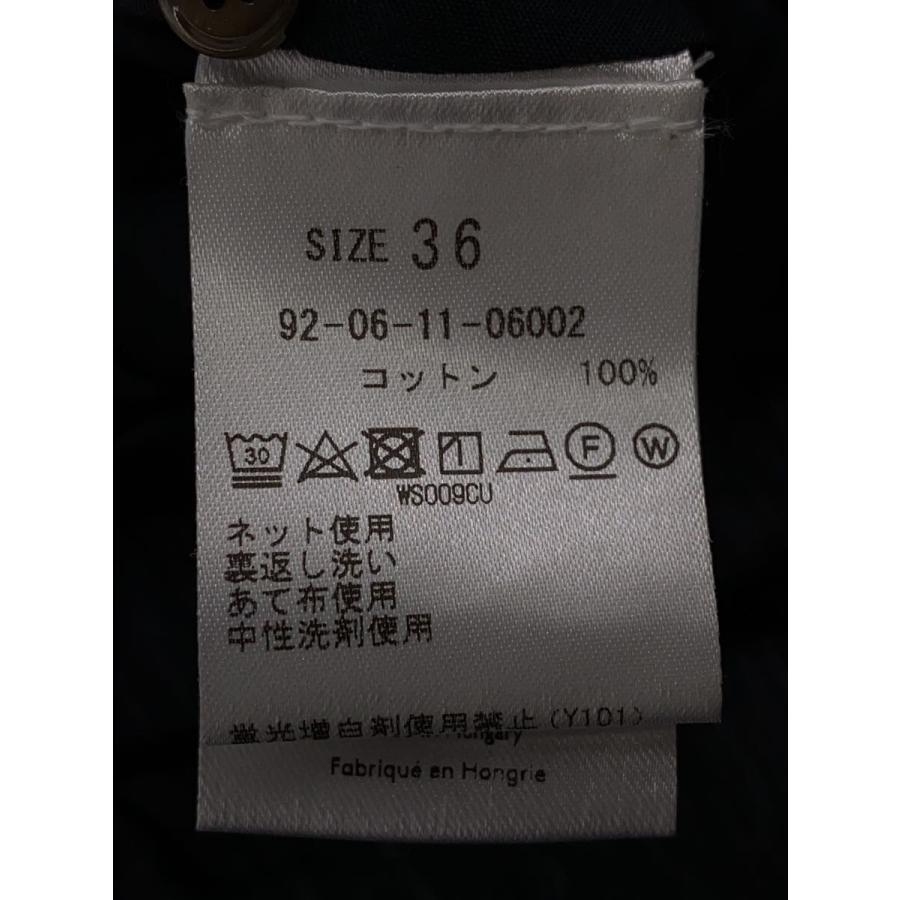 SIZE 36
92-06-11-06002
コットン 100%
30 F W
WS009CU
ネット使用
裏返し洗い
あて布使用
中性洗剤使用
蛍光増白剤使用禁止(Y101)
Hungary
Fabriqué en Hongrie